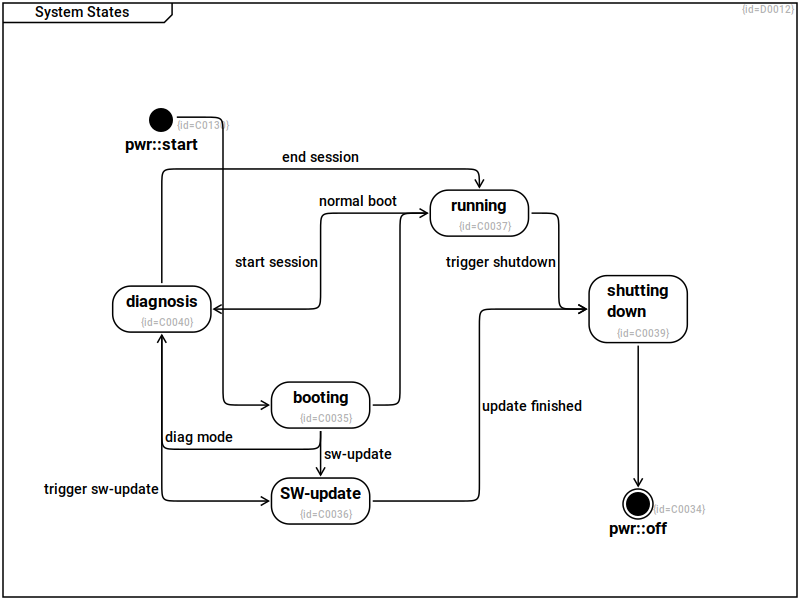 System States
{id=D0012}
{id=C0130}
pwr::start
end session
normal boot
running
{id=C0037}
start session
trigger shutdown
diagnosis
{id=C0040}
shutting
down
{id=C0039}
booting
{id=C0035}
update finished
diag mode
sw-update
trigger sw-update
SW-update
{id=C0036}
{id=C0034}
pwr::off